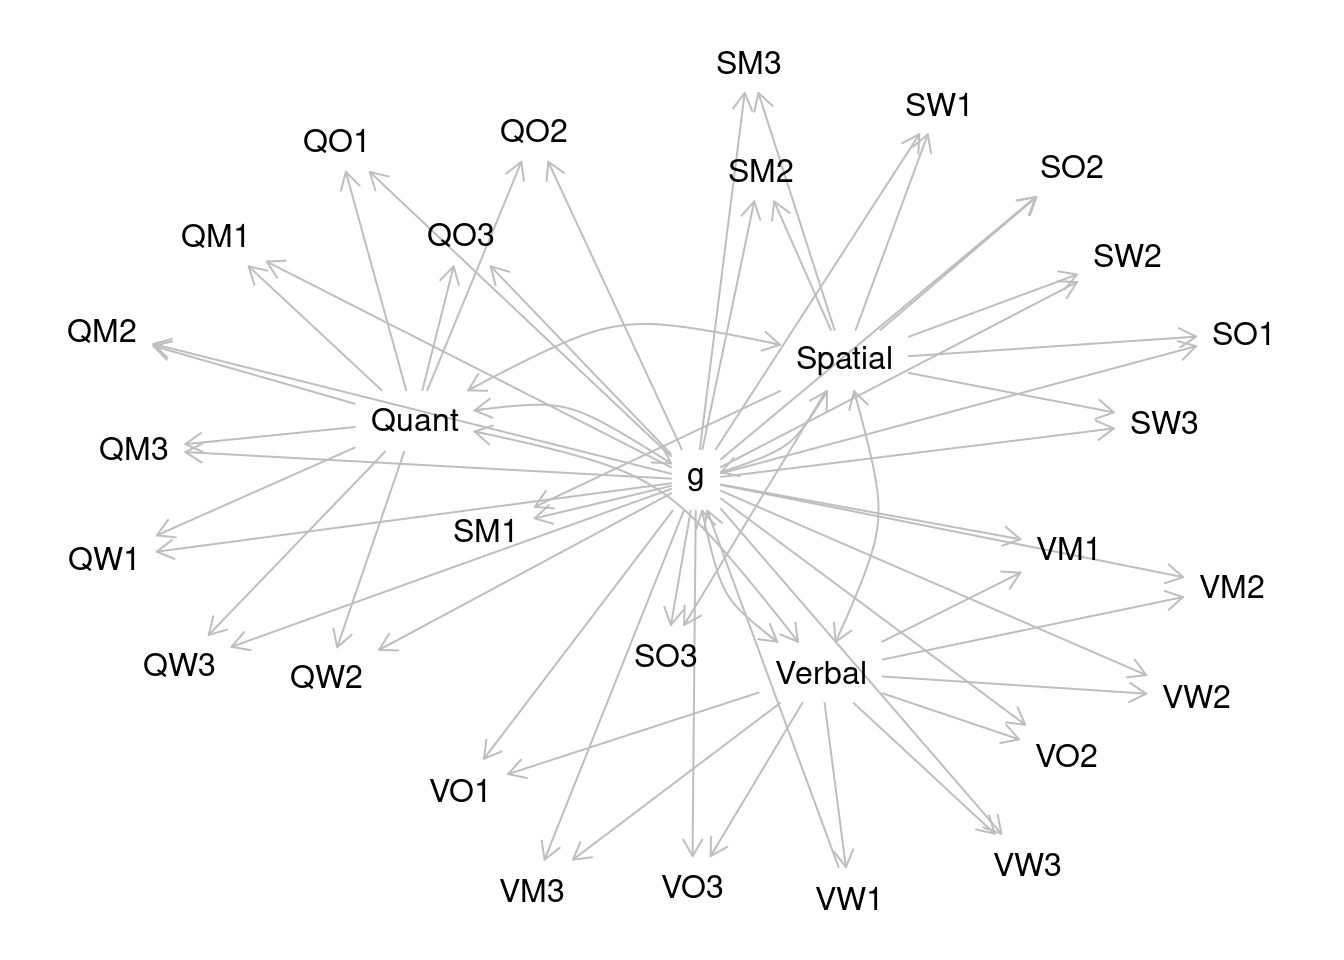 SM3
SW1
QO2
QO1
SO2
SM2
QM1
QO3
SW2
QM2
SO1
Spatial
Quant
SW3
QM3
g
SM1
VM1
QW1
VM2
SO3
QW3
QW2
Verbal
VW2
VO2
VO1
VW3
VM3
VO3
VW1